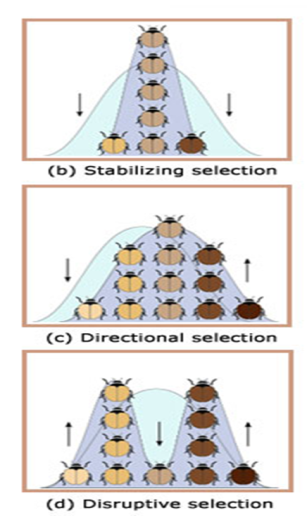 (b) Stabilizing selection
(c) Directional selection
(d) Disruptive selection